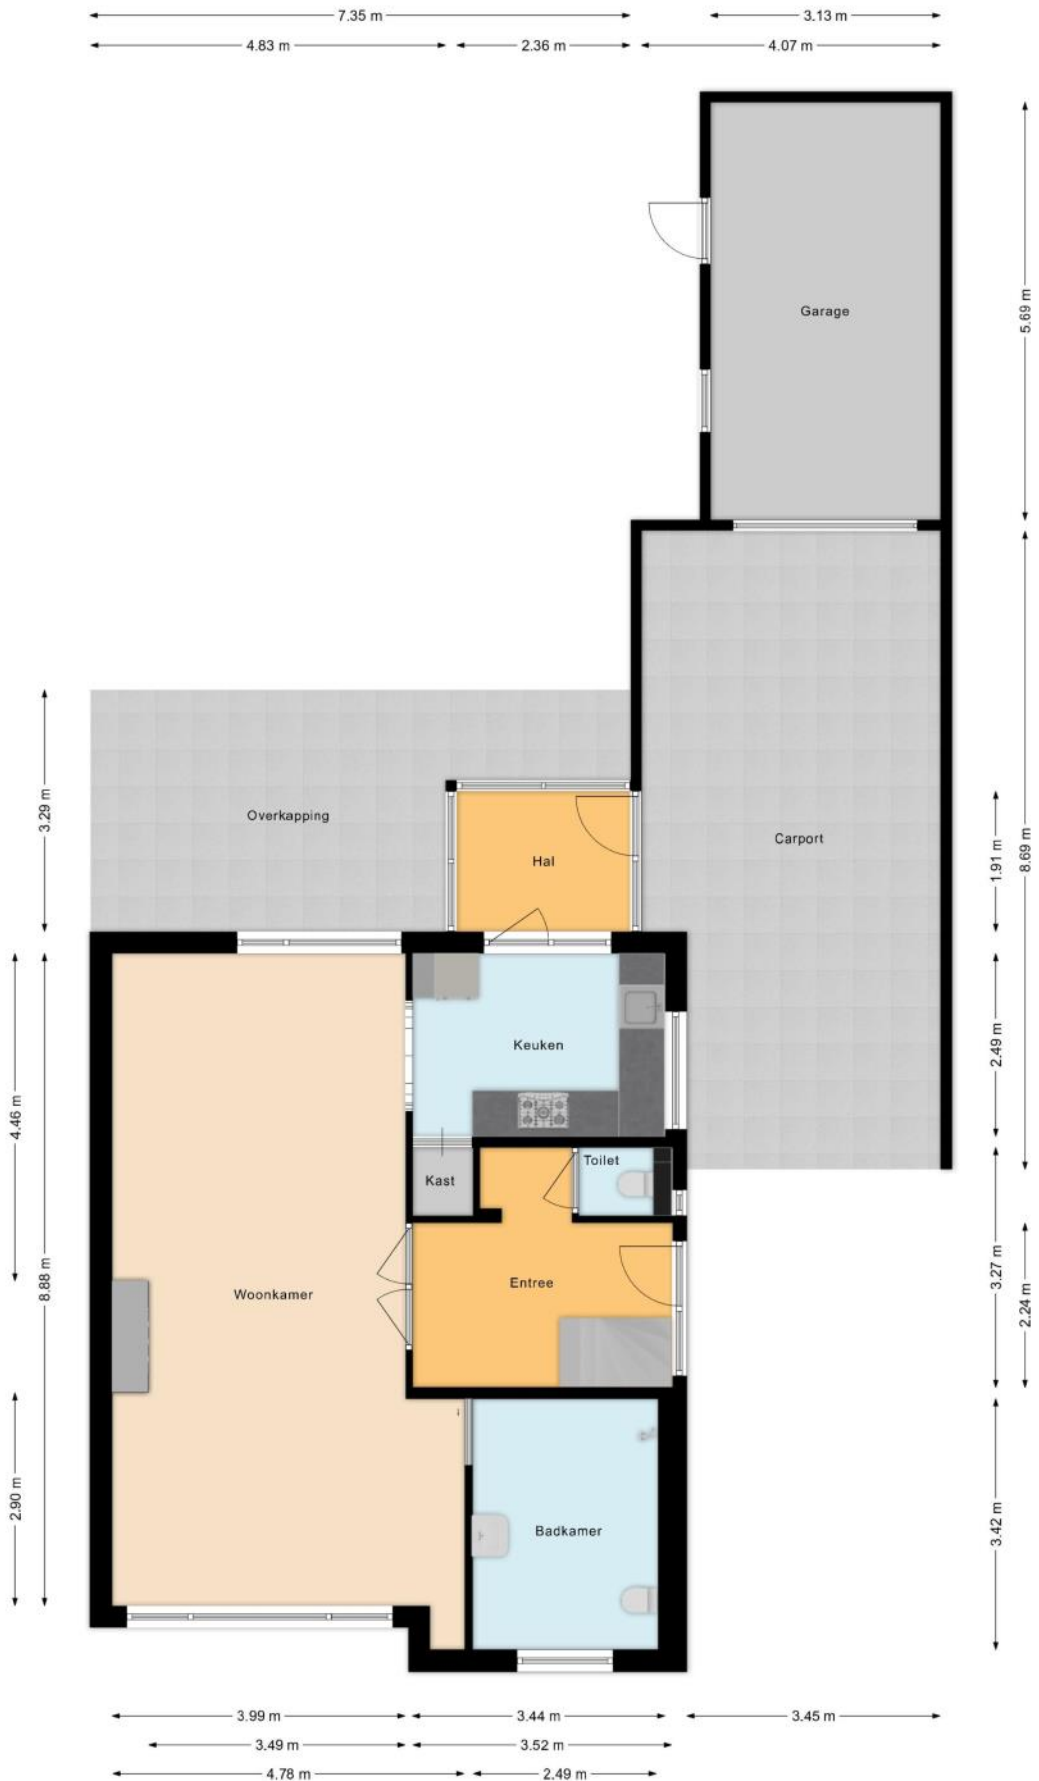 7.35 m
3.13 m
4.83 m
2.36 m
4.07 m
Garage
5.69 m
Overkapping
Hal
Carport
3.29 m
1.91 m
8.69 m
Keuken
2.49 m
4.46 m
Toilet
Kast
Entree
Woonkamer
8.88 m
3.27 m
2.24 m
Badkamer
2.90 m
3.42 m
3.99 m
3.44 m
3.45 m
3.49 m
3.52 m
4.78 m
2.49 m